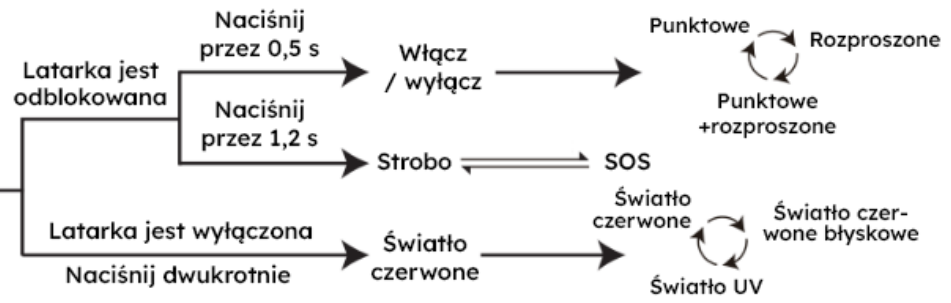 Naciśnij
przez 0,5 s
Latarka jest
odblokowana
Włącz
/ wyłącz
Punktowe
Rozproszone
Punktowe
+rozproszone
Naciśnij
przez 1,2 s
Strobo
SOS
Latarka jest wyłączona
Naciśnij dwukrotnie
Światło
czerwone
Światło
czerwone
Światło czer-
wone błyskowe
Światło UV